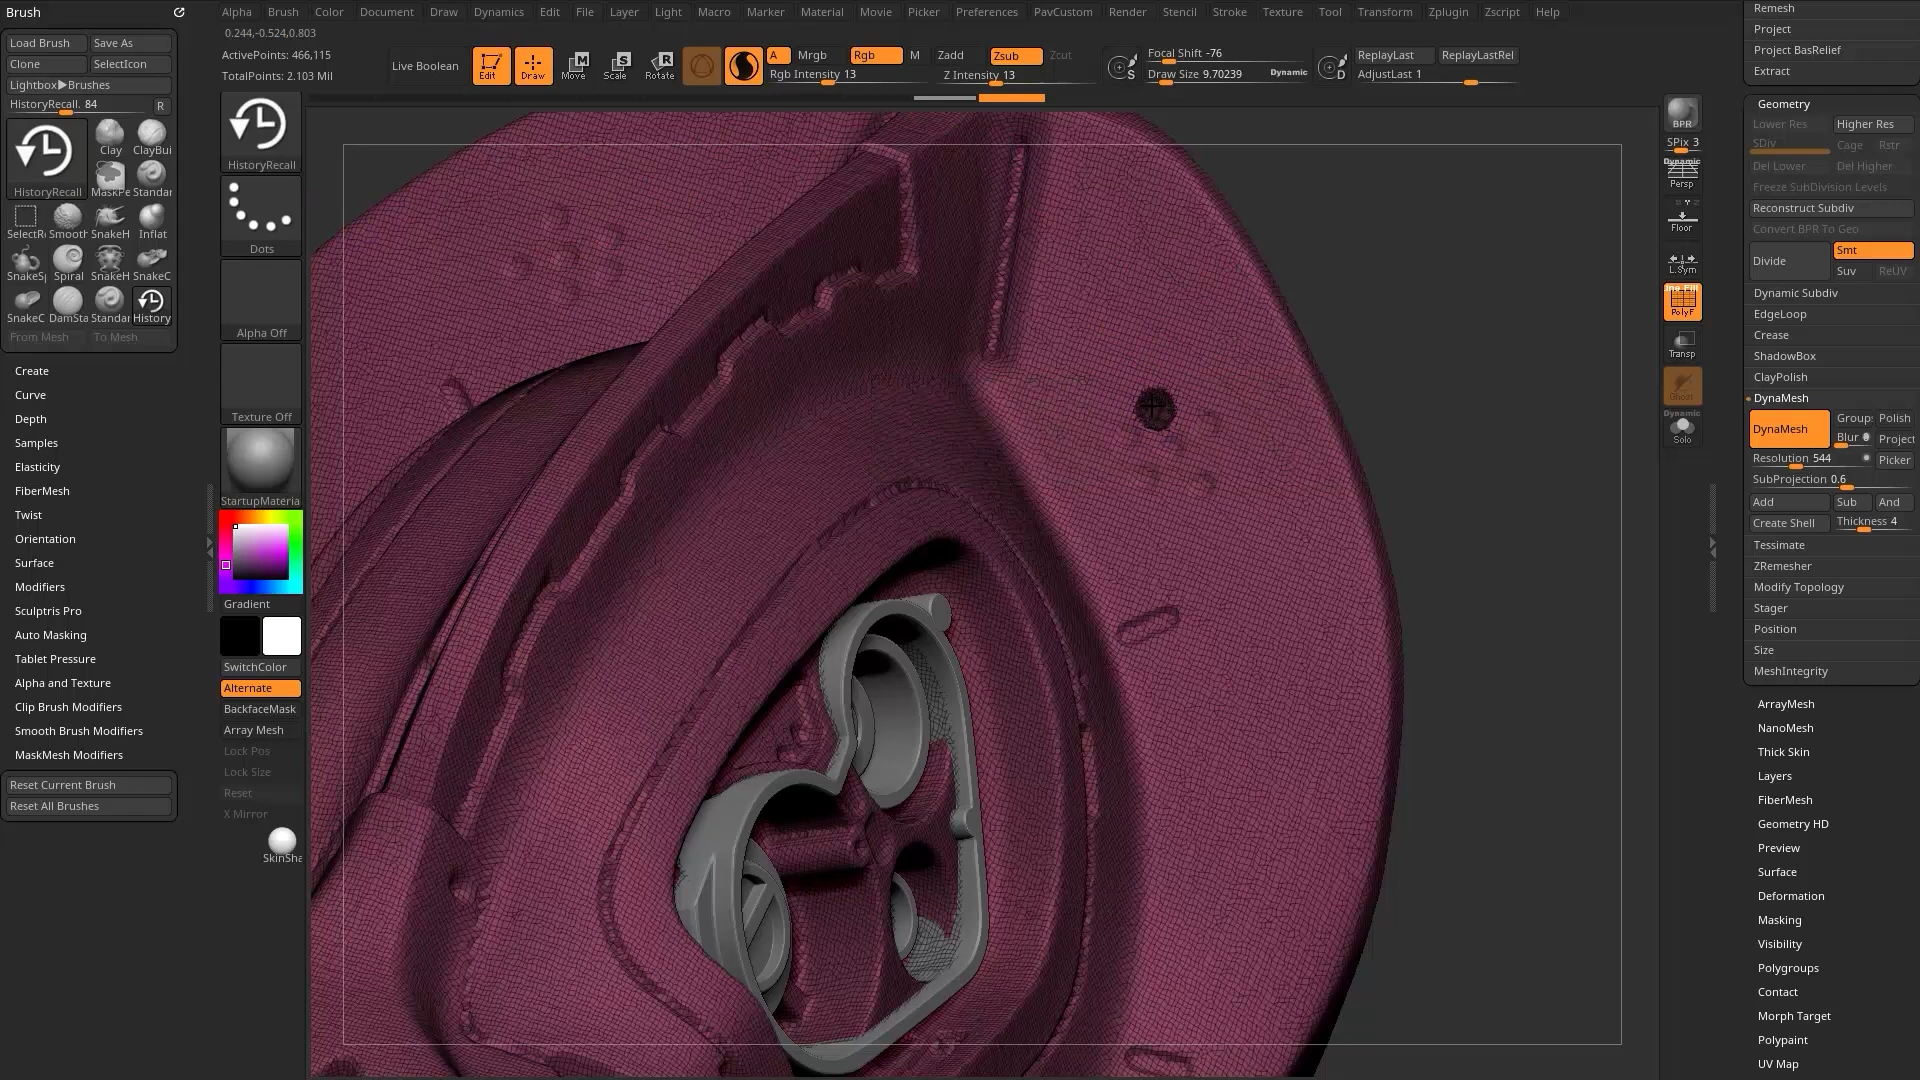 Brush
Alpha Brush Color Document Draw Dynamics Edit File Layer Light Macro Marker Material Movie Picker Preferences PavCustom Render Stencil Stroke Texture Tool Transform Zplugin Zscript Help
0.244,-0.524,0.803
ActivePoints: 466,115
TotalPoints: 2.103 Mil
Live Boolean
Edit Draw Move Scale Rotate
A Mrgb Rgb M Zadd Zsub Zcut
Rgb Intensity 13 Z Intensity 13
Focal Shift -76
Draw Size 9.70239 Dynamic
S D
ReplayLast ReplayLastRel
AdjustLast 1
Load Brush Save As
Clone SelectIcon
Lightbox▶Brushes
HistoryRecall. 84 R
HistoryRecall Clay ClayBui
MaskPe Standar
SelectR Smooth SnakeH Inflat
SnakeS Spiral SnakeH SnakeC
SnakeC DamSta Standar History
From Mesh To Mesh
Create
Curve
Depth
Samples
Elasticity
FiberMesh
Twist
Orientation
Surface
Modifiers
Sculptris Pro
Auto Masking
Tablet Pressure
Alpha and Texture
Clip Brush Modifiers
Smooth Brush Modifiers
MaskMesh Modifiers
Reset Current Brush
Reset All Brushes
HistoryRecall
Dots
Alpha Off
Texture Off
StartupMateria
Gradient
SwitchColor
Alternate
BackfaceMask
Array Mesh
Lock Pos
Lock Size
Reset
X Mirror
SkinSha
BPR
SPix 3
Dynamic
Persp
Floor
L.Sym
Line Fill
PolyF
Transp
Ghost
Dynamic
Solo
Remesh
Project
Project BasRelief
Extract
Geometry
Lower Res Higher Res
SDiv Cage Rstr
Del Lower Del Higher
Freeze SubDivision Levels
Reconstruct Subdiv
Convert BPR To Geo
Divide Smt
Suv ReUV
Dynamic Subdiv
EdgeLoop
Crease
ShadowBox
ClayPolish
DynaMesh
DynaMesh Group Polish
Blur Project
Resolution 544 Picker
SubProjection 0.6
Add Sub And
Create Shell Thickness 4
Tessimate
ZRemesher
Modify Topology
Stager
Position
Size
MeshIntegrity
ArrayMesh
NanoMesh
Thick Skin
Layers
FiberMesh
Geometry HD
Preview
Surface
Deformation
Masking
Visibility
Polygroups
Contact
Morph Target
Polypaint
UV Map